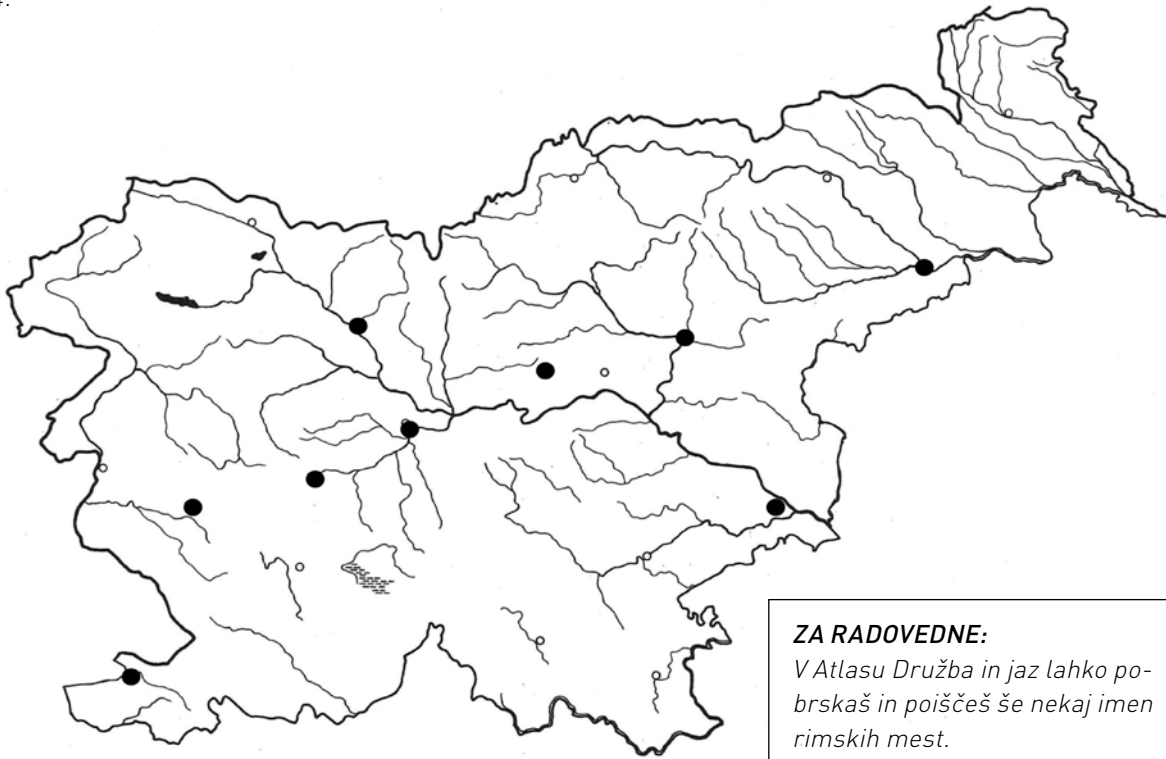 ZA RADOVEDNE:
V Atlasu Družba in jaz lahko po-
brskaš in poiščeš še nekaj imen
rimskih mest.